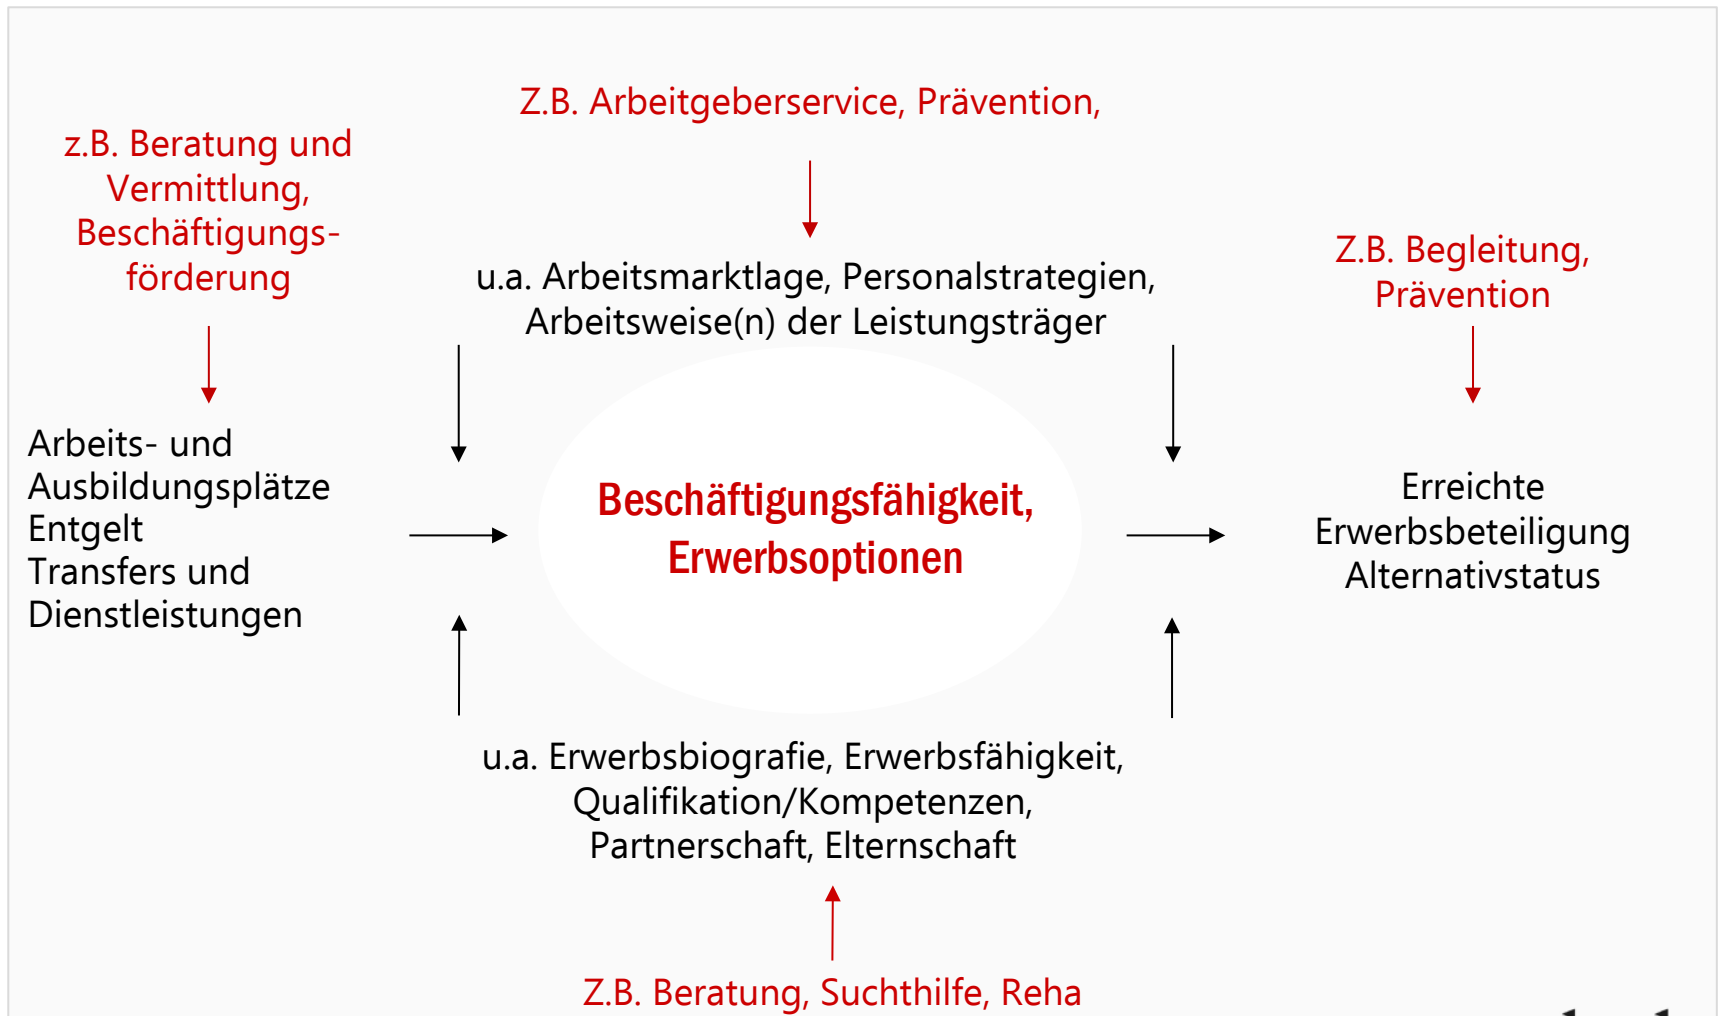 Z.B. Arbeitgeberservice, Prävention,
z.B. Beratung und
Vermittlung,
Beschäftigungs-
förderung
u.a. Arbeitsmarktlage, Personalstrategien,
Arbeitsweise(n) der Leistungsträger
Z.B. Begleitung,
Prävention
Arbeits- und
Ausbildungsplätze
Entgelt
Transfers und
Dienstleistungen
Beschäftigungsfähigkeit,
Erwerbsoptionen
Erreichte
Erwerbsbeteiligung
Alternativstatus
u.a. Erwerbsbiografie, Erwerbsfähigkeit,
Qualifikation/Kompetenzen,
Partnerschaft, Elternschaft
Z.B. Beratung, Suchthilfe, Reha